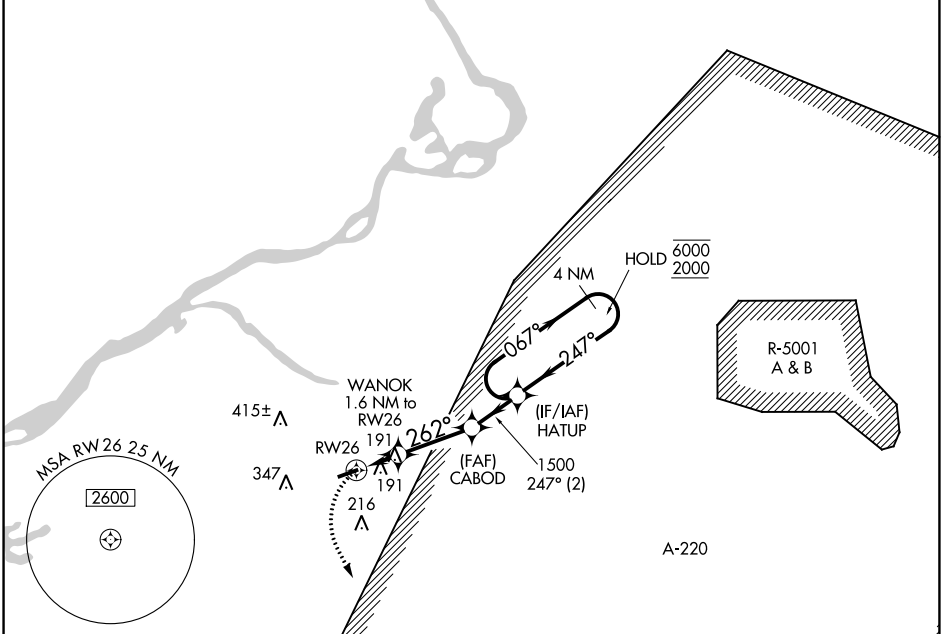 HOLD 6000
2000
4 NM
067°
247°
R-5001
A & B
WANOK
1.6 NM to
RW26
415±
191
262°
(IF/IAF)
HATUP
RW26
MSA RW26 25 NM
347
191
(FAF)
CABOD
1500
247° (2)
2600
216
A-220